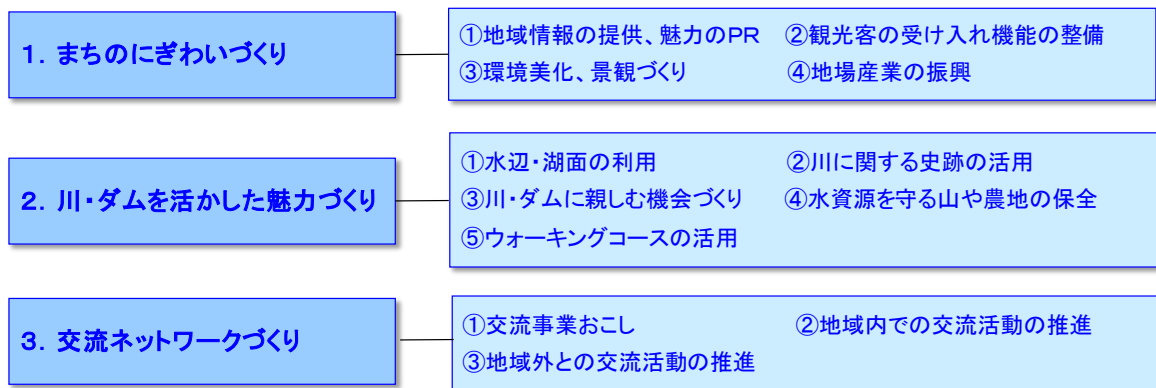 １．まちのにぎわいづくり
①地域情報の提供、魅力のPR　②観光客の受け入れ機能の整備
③環境美化、景観づくり　④地場産業の振興
２．川・ダムを活かした魅力づくり
①水辺・湖面の利用　②川に関する史跡の活用
③川・ダムに親しむ機会づくり　④水資源を守る山や農地の保全
⑤ウォーキングコースの活用
３．交流ネットワークづくり
①交流事業おこし　②地域内での交流活動の推進
③地域外との交流活動の推進